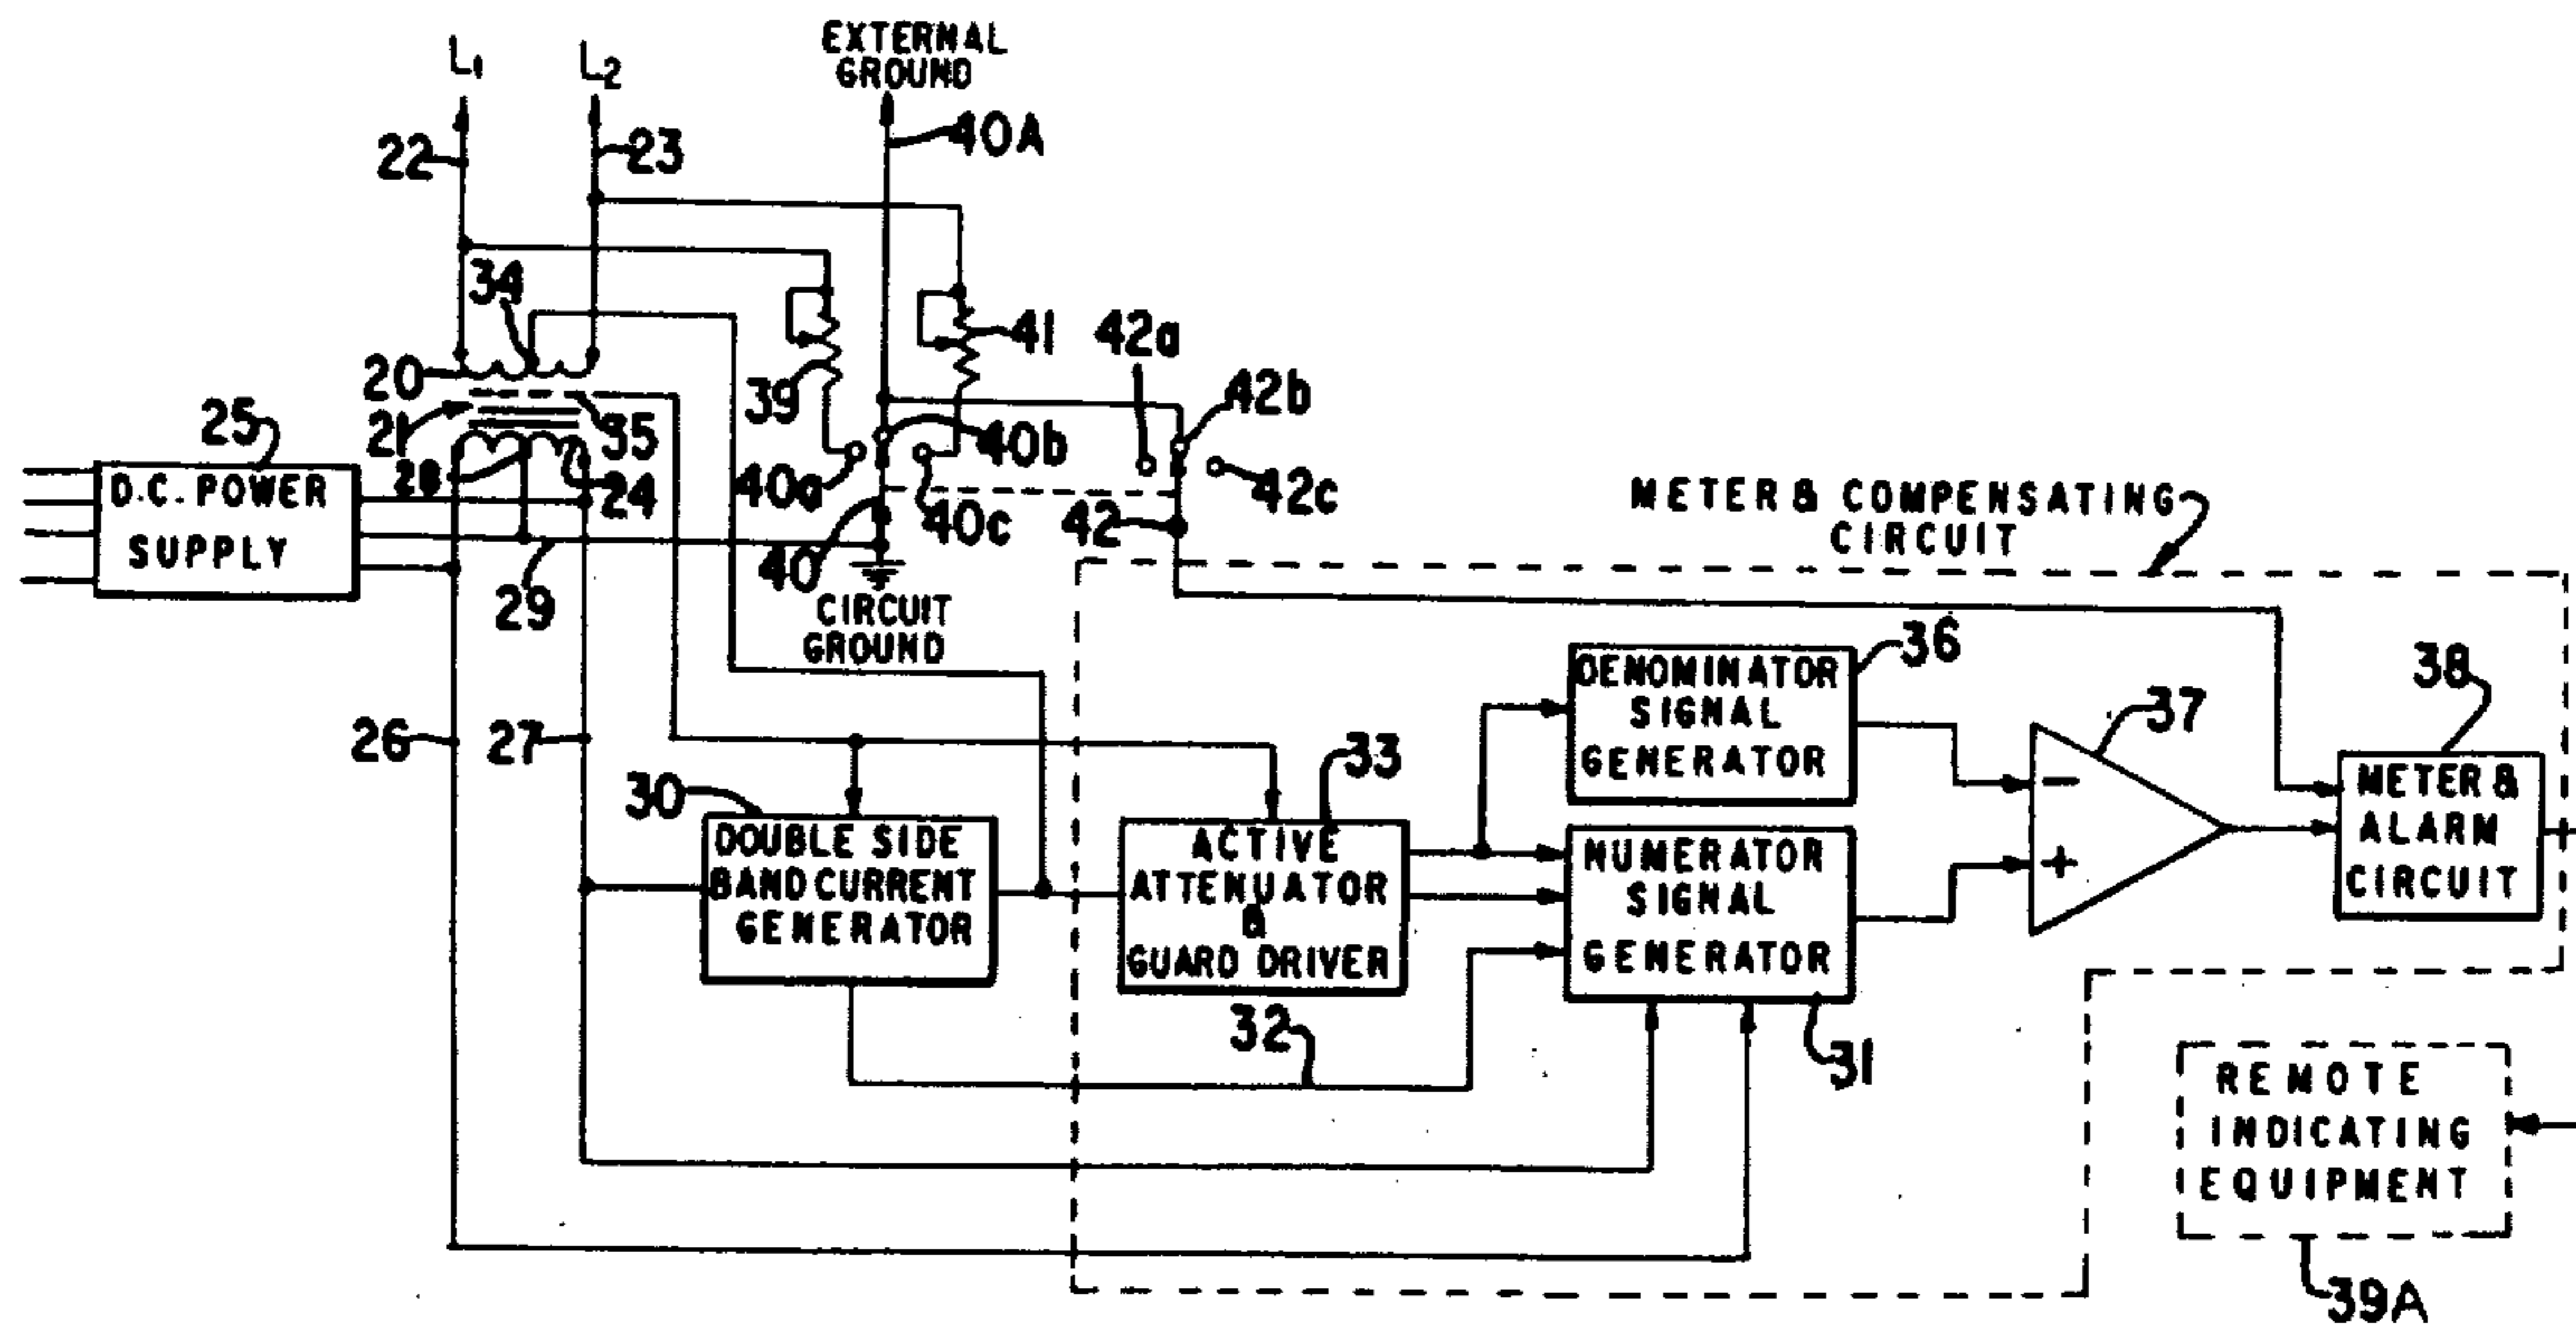 L1
L2
EXTERNAL
GROUND
40A
22
23
34
20
39
41
42a
42b
25
21
35
40b
28
24
40a
40c
42
42c
D.C. POWER
SUPPLY
METER & COMPENSATING
CIRCUIT
29
40
CIRCUIT
GROUND
36
DENOMINATOR
SIGNAL
GENERATOR
38
26
27
37
33
30
METER &
ALARM
CIRCUIT
DOUBLE SIDE
BAND CURRENT
GENERATOR
ACTIVE
ATTENUATOR
&
GUARD DRIVER
NUMERATOR
SIGNAL
GENERATOR
−
+
32
31
REMOTE
INDICATING
EQUIPMENT
39A